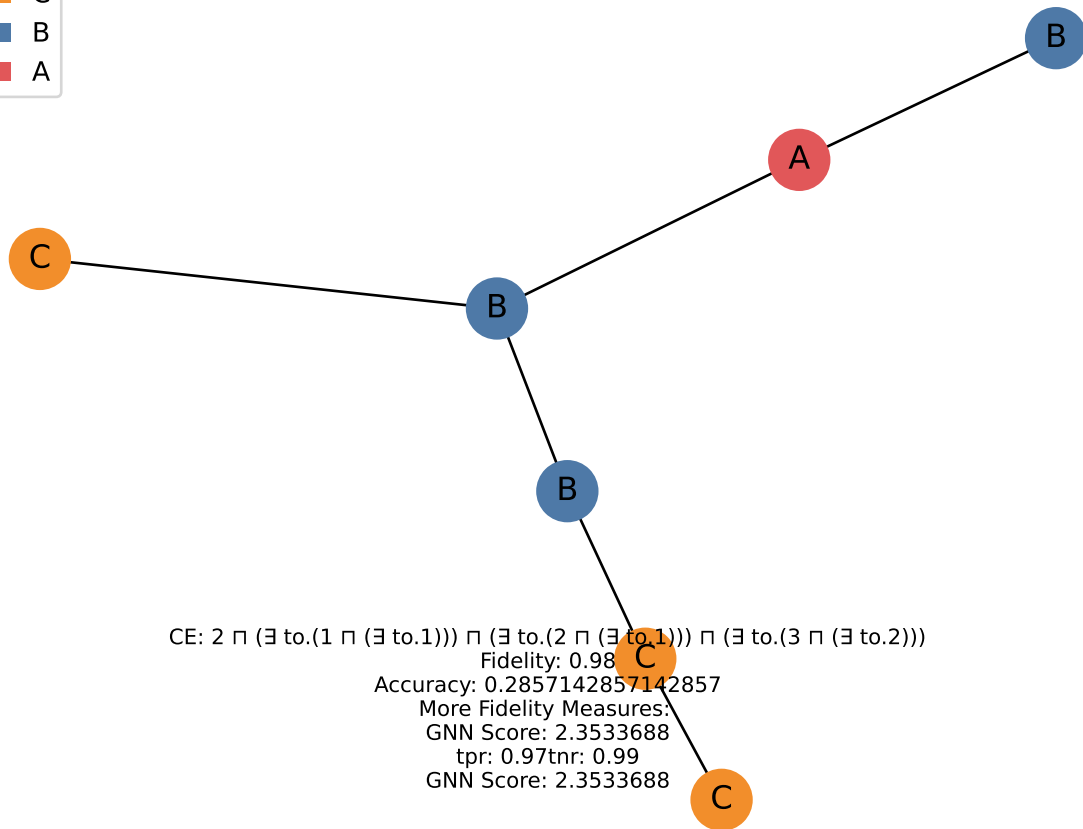 B
A
B
A
C
B
B
CE: 2 ⊓ (∃ to.(1 ⊓ (∃ to.1))) ⊓ (∃ to.(2 ⊓ (∃ to.1))) ⊓ (∃ to.(3 ⊓ (∃ to.2)))
Fidelity: 0.98
C
Accuracy: 0.2857142857142857
More Fidelity Measures:
GNN Score: 2.3533688
tpr: 0.97tnr: 0.99
GNN Score: 2.3533688
C